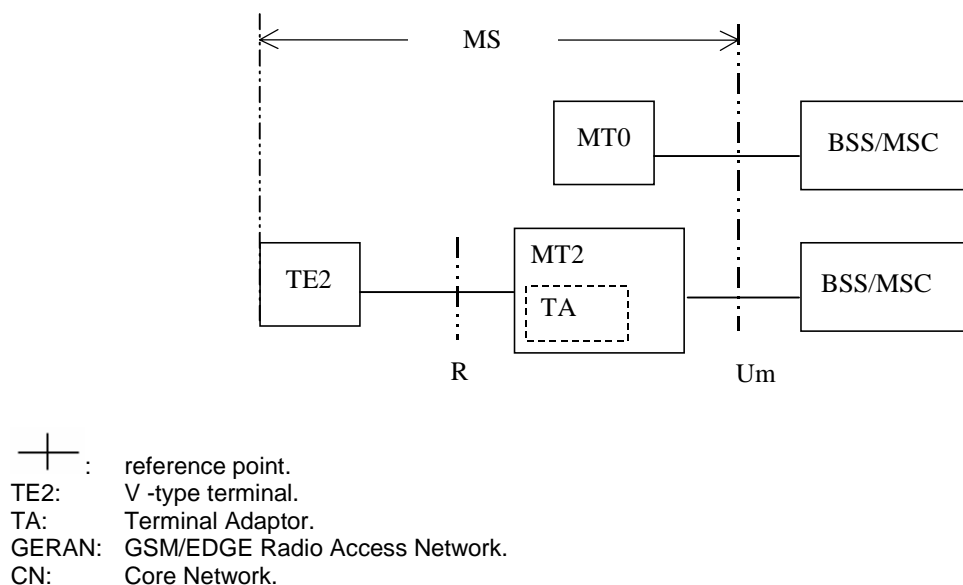 MS
MT0
BSS/MSC
MT2
TE2
TA
BSS/MSC
R
Um
: reference point.
TE2: V -type terminal.
TA: Terminal Adaptor.
GERAN: GSM/EDGE Radio Access Network.
CN: Core Network.